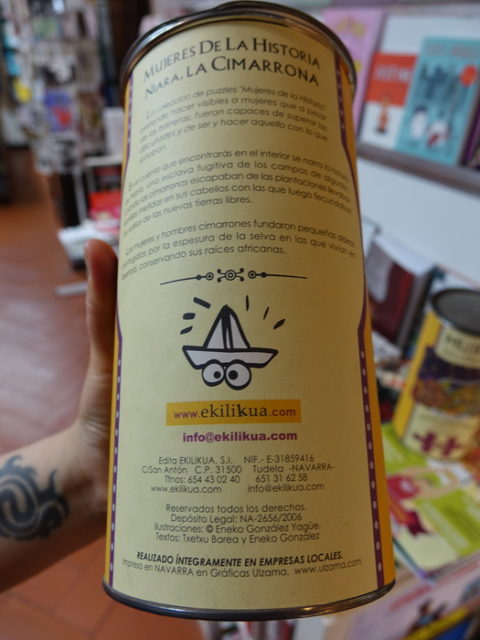 MUJERES DE LA HISTORIA
NIARA, LA CIMARRONA
La creación de puzzles "Mujeres de la Historia"
pretende hacer visibles a mujeres que a pesar
de las barreras, fueron capaces de superar las
dificultades y de ser y hacer aquello con lo que
soñaron.
En el cuento que encontrarás en el interior se narra la historia
de Niara, una esclava fugitiva de los campos de algodón.
las cimarronas escapaban de las plantaciones llevaban
semillas en sus cabellos con las que luego
de las nuevas tierras libres.
Las mujeres y hombres cimarrones fundaron pequeñas aldeas
protegidas por la espesura de la selva en las que vivían en
libertad, conservando sus raíces africanas.
www.ekilikua.com
info@ekilikua.com
Edita EKILIKUA, S.I. NIF.- E-31859416
C/San Antón C.P. 31500 Tudela -NAVARRA-
Tfnos: 654 43 02 40 651 31 62 58
www.ekilikua.com info@ekilikua.com
Reservados todos los derechos.
Depósito Legal: NA-2656/2006
Ilustraciones: © Eneko González Yagüe.
Textos: Txetxu Barea y Eneko González
REALIZADO ÍNTEGRAMENTE EN EMPRESAS LOCALES.
Impreso en NAVARRA en Gráficas Ulzama. www.ulzama.com